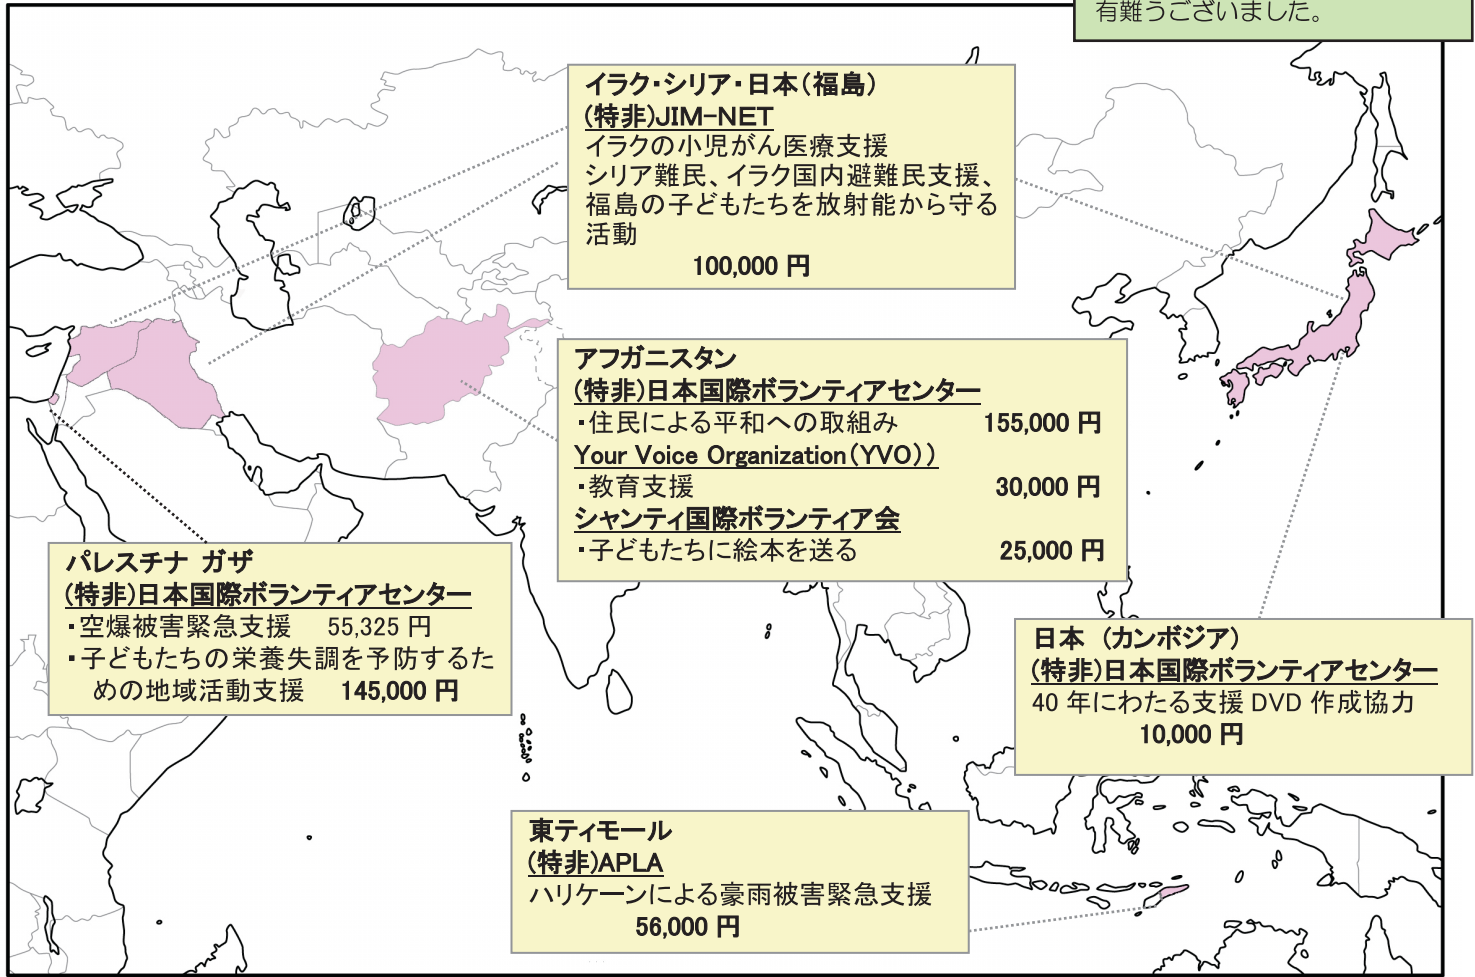 有難うございました。
イラク・シリア・日本(福島)
(特非)JIM-NET
イラクの小児がん医療支援
シリア難民、イラク国内避難民支援、
福島の子どもたちを放射能から守る
活動
100,000 円
アフガニスタン
(特非)日本国際ボランティアセンター
・住民による平和への取組み 155,000 円
Your Voice Organization(YVO))
・教育支援 30,000 円
シャンティ国際ボランティア会
・子どもたちに絵本を送る 25,000 円
パレスチナ ガザ
(特非)日本国際ボランティアセンター
・空爆被害緊急支援 55,325 円
・子どもたちの栄養失調を予防するた
めの地域活動支援 145,000 円
日本 (カンボジア)
(特非)日本国際ボランティアセンター
40 年にわたる支援 DVD 作成協力
10,000 円
東ティモール
(特非)APLA
ハリケーンによる豪雨被害緊急支援
56,000 円